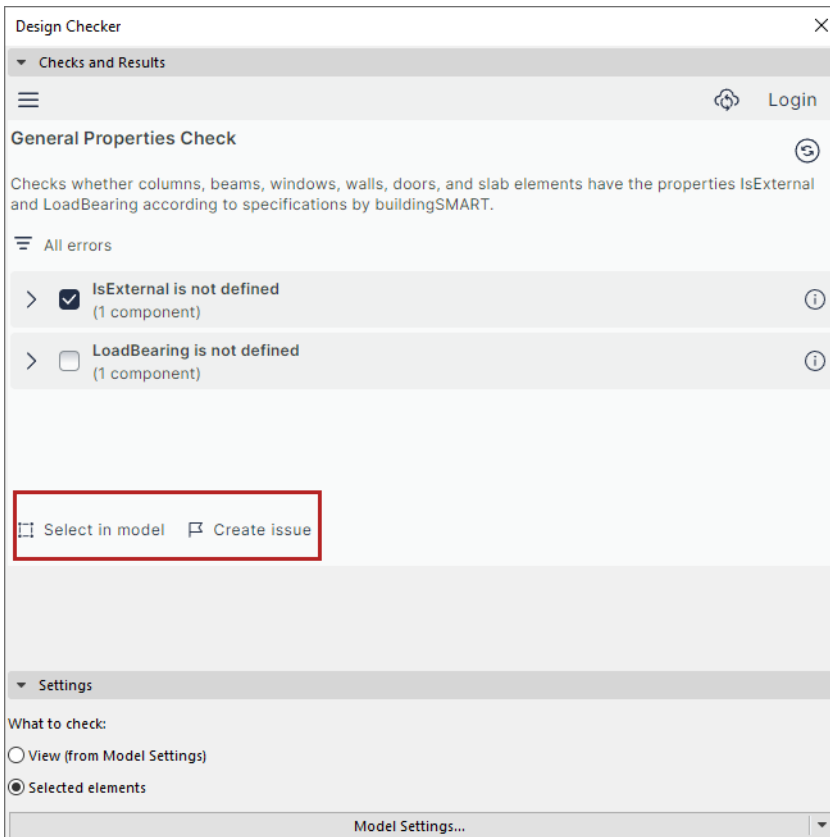 Design Checker
Checks and Results
Login
General Properties Check
Checks whether columns, beams, windows, walls, doors, and slab elements have the properties IsExternal
and LoadBearing according to specifications by buildingSMART.
All errors
IsExternal is not defined
(1 component)
LoadBearing is not defined
(1 component)
Select in model Create issue
Settings
What to check:
View (from Model Settings)
Selected elements
Model Settings...